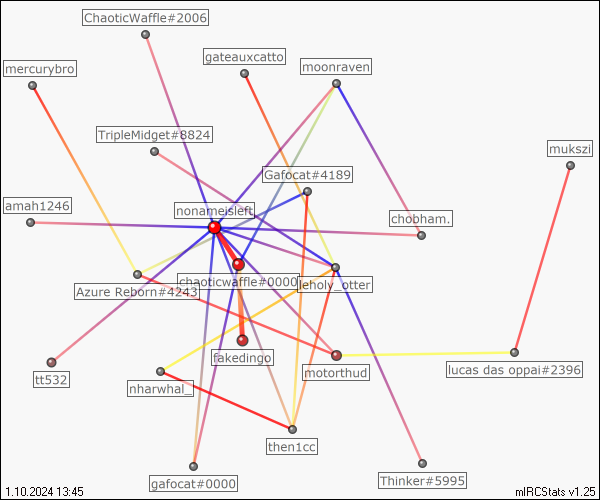 ChaoticWaffle#2006
gateauxcatto
mercurybro
moonraven
TripleMidget#8824
mukszi
Gafocat#4189
amah1246
nonameisleft
chobham.
chaoticwaffle#0000
leholy_otter
Azure Reborn#4243
fakedingo
motorthud
lucas das oppai#2396
tt532
nharwhal_
then1cc
gafocat#0000
Thinker#5995
1.10.2024 13:45
mIRCStats v1.25